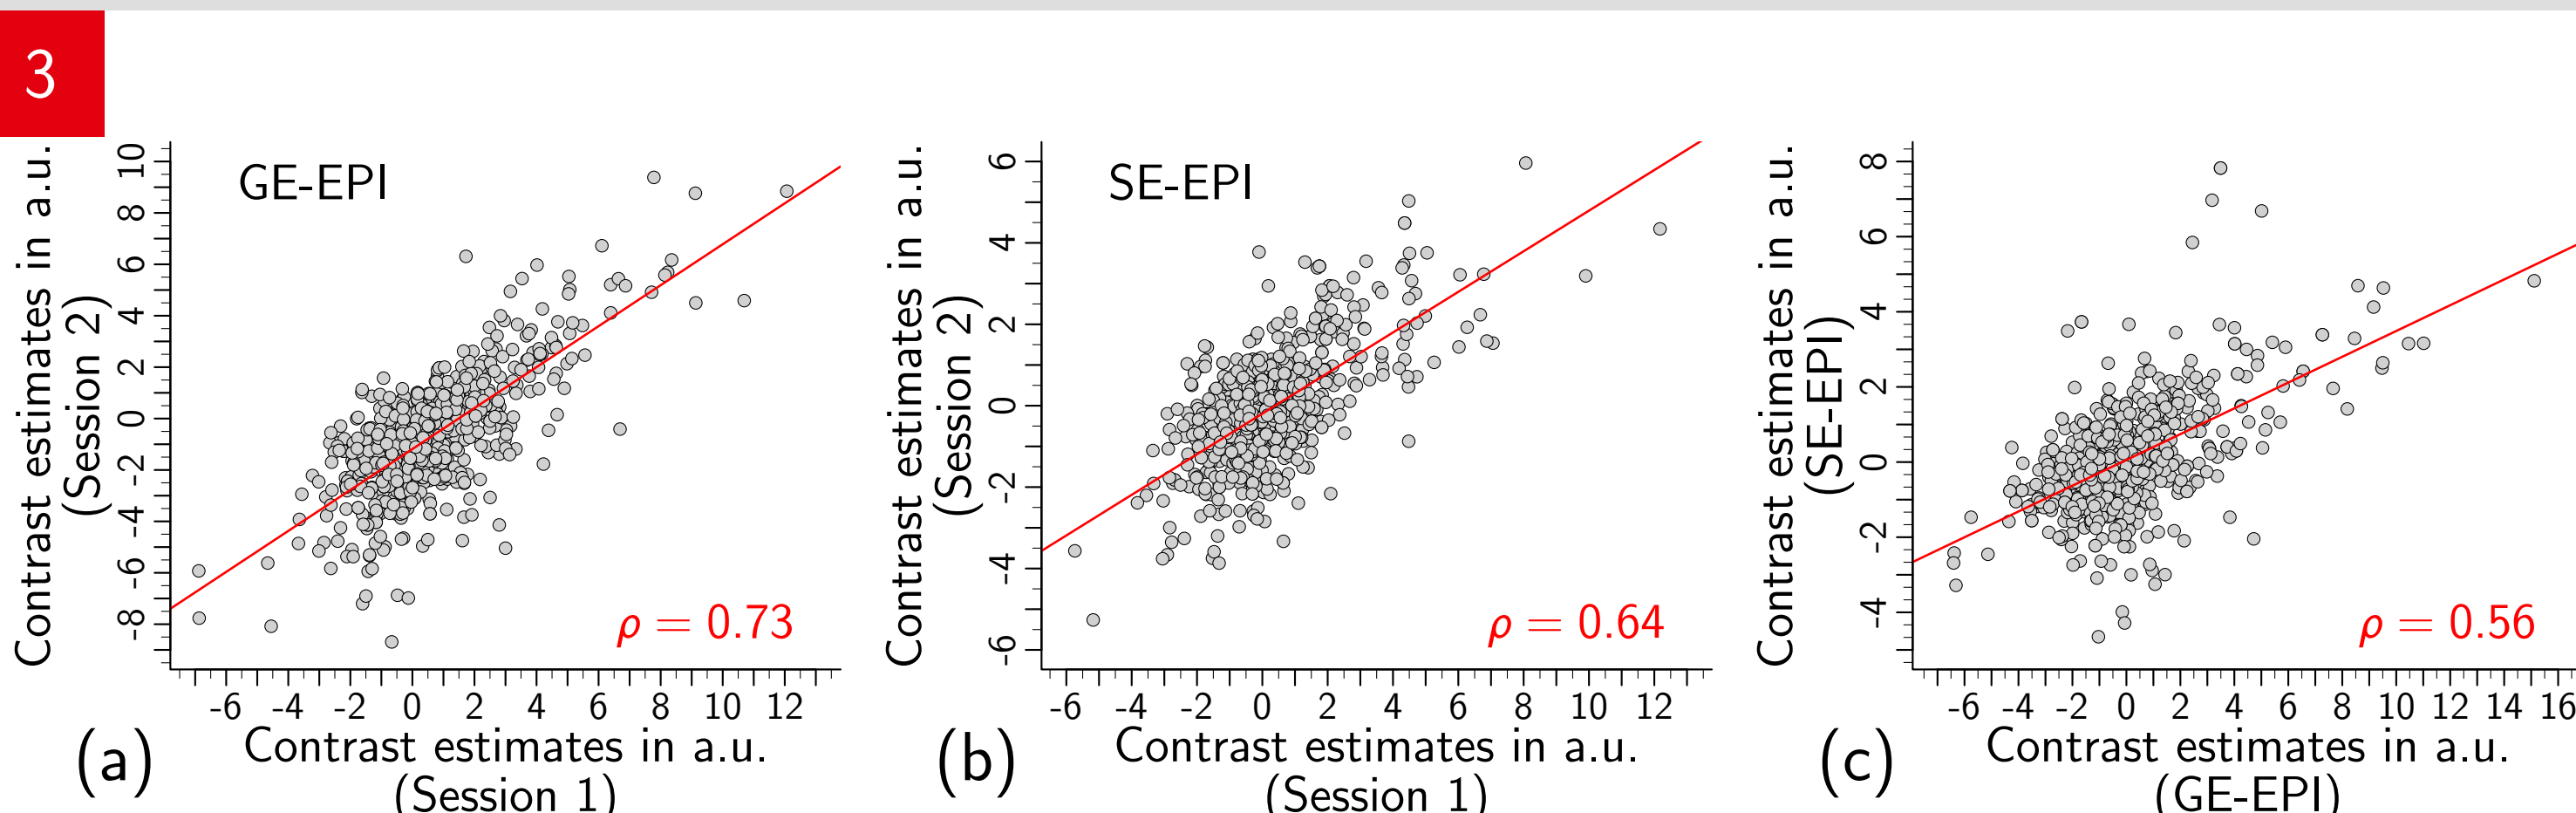 3
Contrast estimates in a.u.
(Session 2)
10
8
6
4
2
0
-2
-4
-6
-8
GE-EPI
ρ = 0.73
-6 -4 -2 0 2 4 6 8 10 12
(a)
Contrast estimates in a.u.
(Session 1)
Contrast estimates in a.u.
(Session 2)
6
4
2
0
-2
-4
-6
SE-EPI
ρ = 0.64
-6 -4 -2 0 2 4 6 8 10 12
(b)
Contrast estimates in a.u.
(Session 1)
Contrast estimates in a.u.
(SE-EPI)
8
6
4
2
0
-2
-4
ρ = 0.56
-6 -4 -2 0 2 4 6 8 10 12 14 16
(c)
Contrast estimates in a.u.
(GE-EPI)